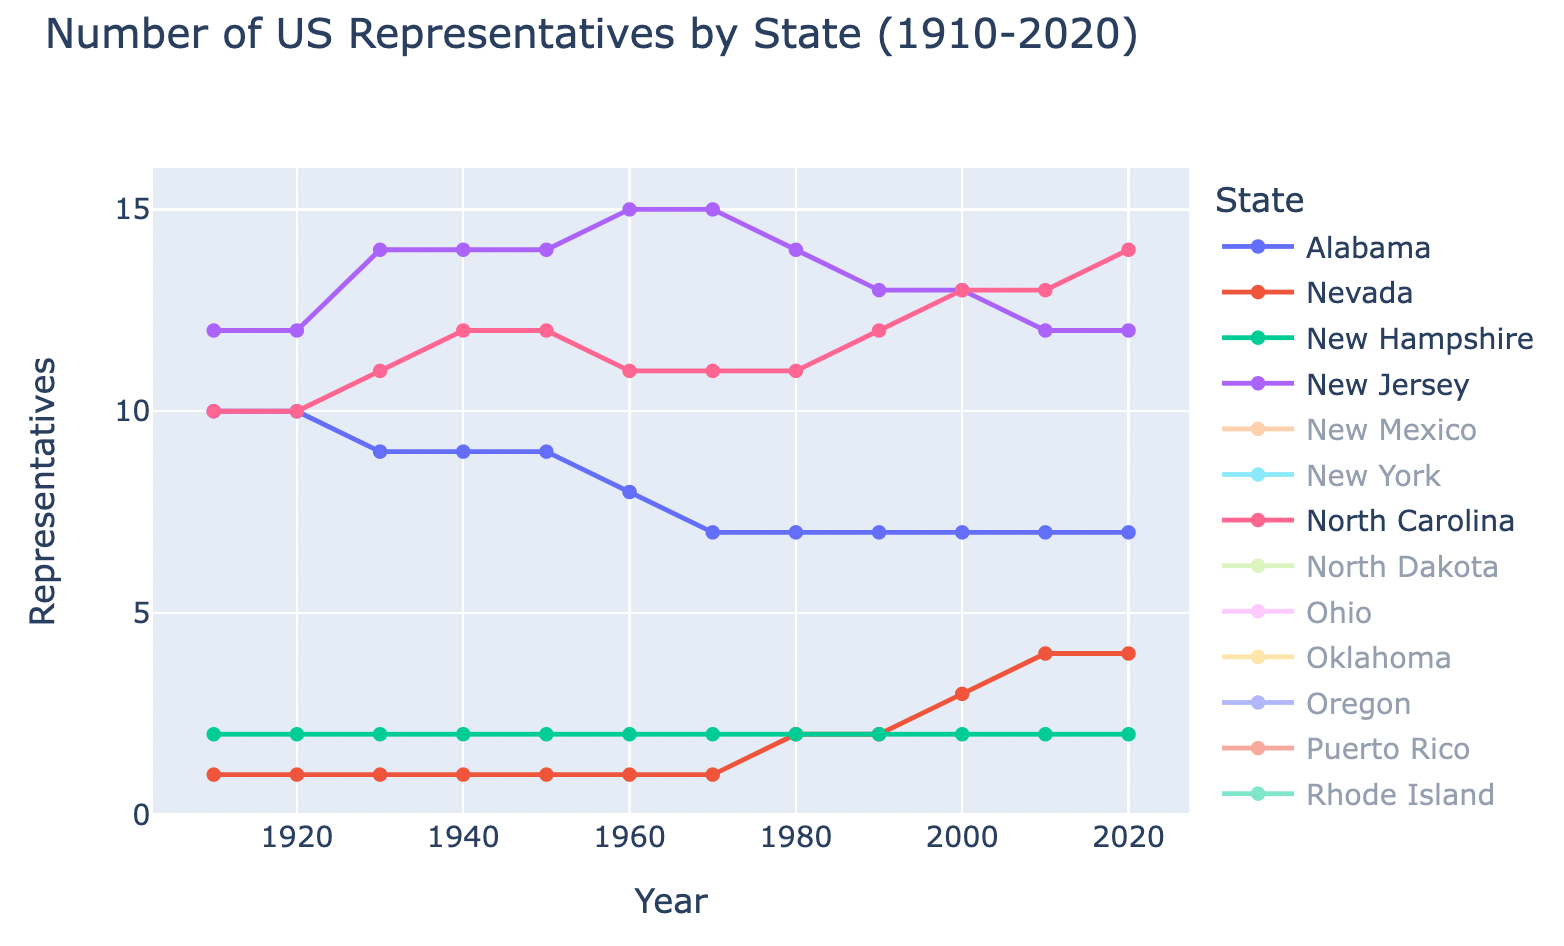 Number of US Representatives by State (1910-2020)
Representatives
15
10
5
0
1920
1940
1960
1980
2000
2020
Year
State
Alabama
Nevada
New Hampshire
New Jersey
New Mexico
New York
North Carolina
North Dakota
Ohio
Oklahoma
Oregon
Puerto Rico
Rhode Island